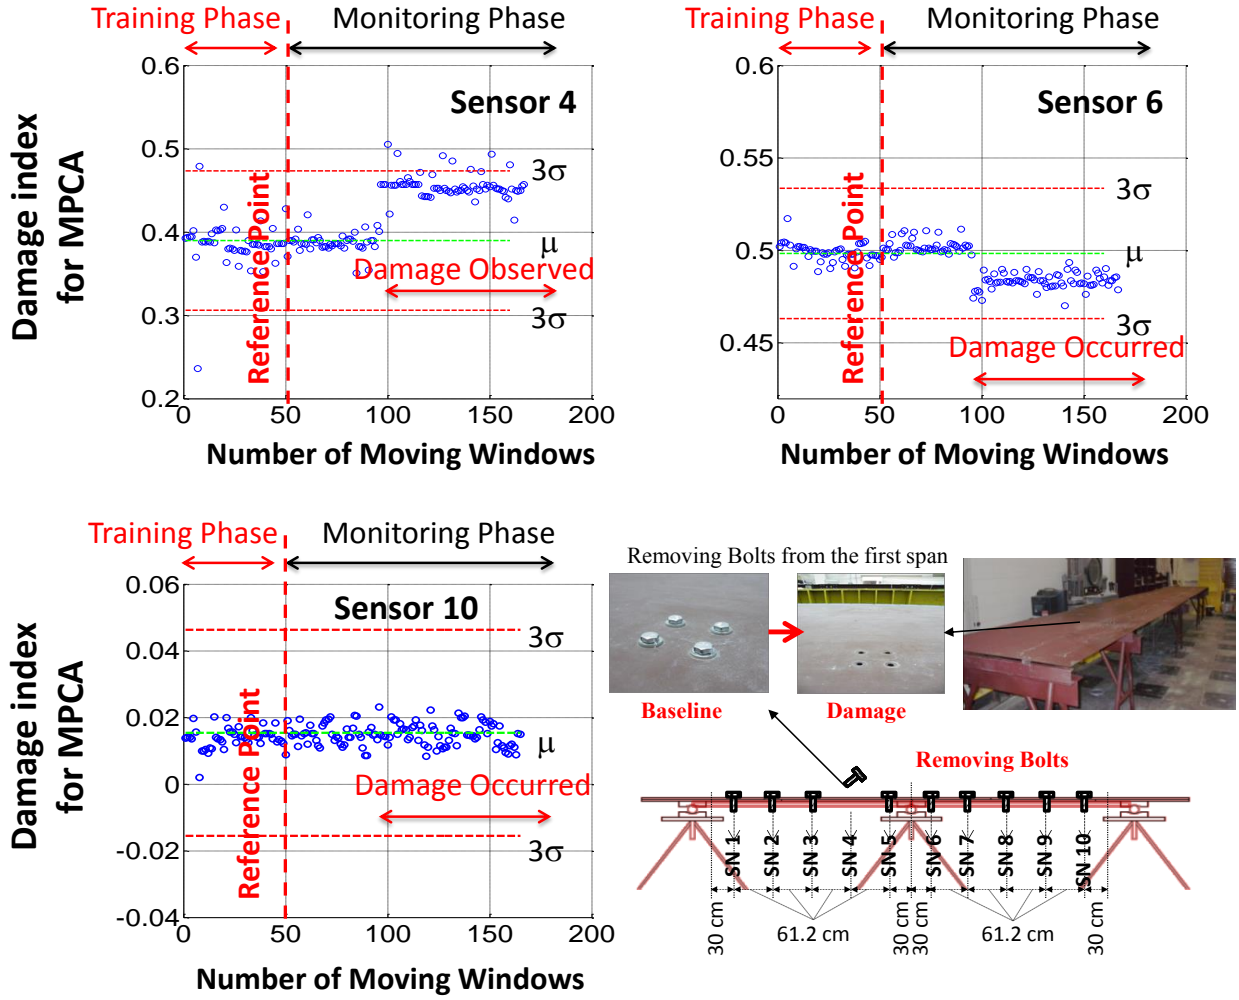 Training Phase
Monitoring Phase
0.6
0.5
0.4
0.3
0.2
Damage index
for MPCA
Sensor 4
3σ
μ
3σ
Reference Point
Damage Observed
0 50 100 150 200
Number of Moving Windows
Training Phase
Monitoring Phase
0.6
0.55
0.5
0.45
Sensor 6
3σ
μ
3σ
Reference Point
Damage Occurred
0 50 100 150 200
Number of Moving Windows
Training Phase
Monitoring Phase
0.06
0.04
0.02
0
-0.02
-0.04
Damage index
for MPCA
Sensor 10
3σ
μ
3σ
Reference Point
Damage Occurred
0 50 100 150 200
Number of Moving Windows
Removing Bolts from the first span
Baseline
Damage
Removing Bolts
SN 1
SN 2
SN 3
SN 4
SN 5
SN 6
SN 7
SN 8
SN 9
SN 10
30 cm
61.2 cm
30 cm
30 cm
61.2 cm
30 cm